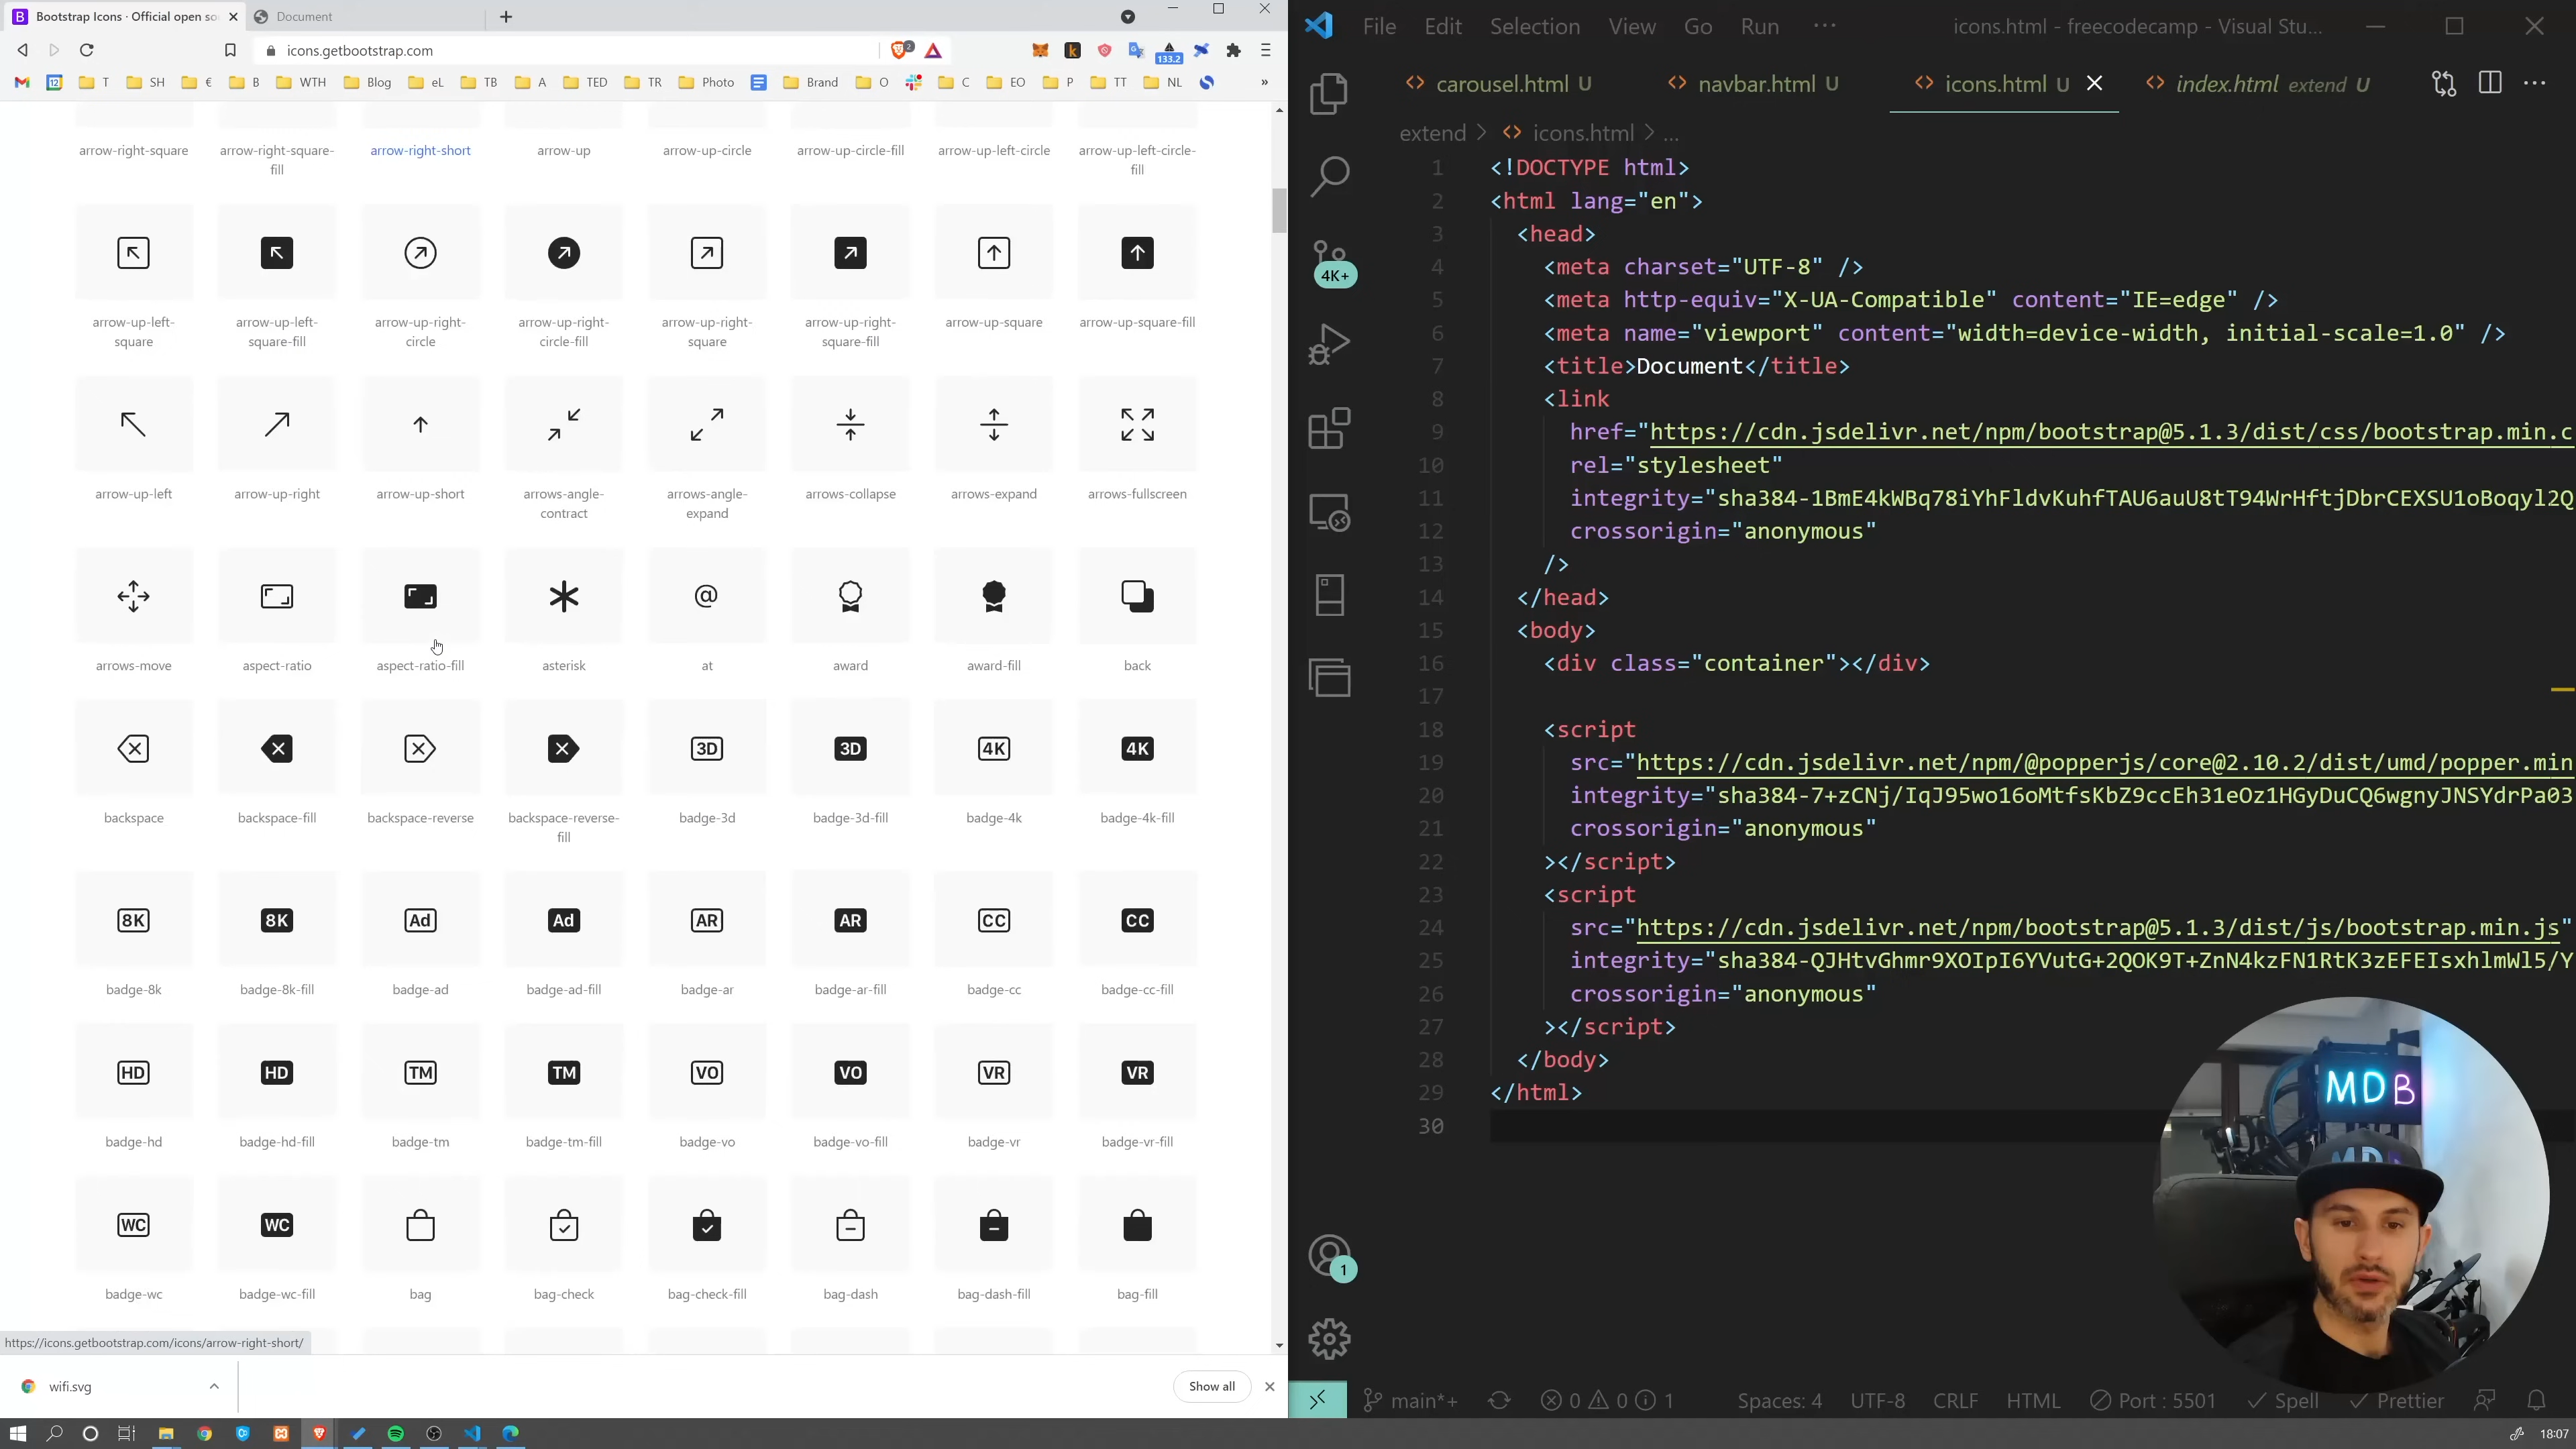 Bootstrap Icons · Official open so
Document
icons.getbootstrap.com
2
133.2
12
T
SH
€
B
WTH
Blog
eL
TB
A
TED
TR
Photo
Brand
O
C
EO
P
TT
NL
»
arrow-right-square
arrow-right-square-
fill
arrow-right-short
arrow-up
arrow-up-circle
arrow-up-circle-fill
arrow-up-left-circle
arrow-up-left-circle-
fill
arrow-up-left-
square
arrow-up-left-
square-fill
arrow-up-right-
circle
arrow-up-right-
circle-fill
arrow-up-right-
square
arrow-up-right-
square-fill
arrow-up-square
arrow-up-square-fill
arrow-up-left
arrow-up-right
arrow-up-short
arrows-angle-
contract
arrows-angle-
expand
arrows-collapse
arrows-expand
arrows-fullscreen
@
arrows-move
aspect-ratio
aspect-ratio-fill
asterisk
at
award
award-fill
back
3D
3D
4K
4K
backspace
backspace-fill
backspace-reverse
backspace-reverse-
fill
badge-3d
badge-3d-fill
badge-4k
badge-4k-fill
8K
8K
Ad
Ad
AR
AR
CC
CC
badge-8k
badge-8k-fill
badge-ad
badge-ad-fill
badge-ar
badge-ar-fill
badge-cc
badge-cc-fill
HD
HD
TM
TM
VO
VO
VR
VR
badge-hd
badge-hd-fill
badge-tm
badge-tm-fill
badge-vo
badge-vo-fill
badge-vr
badge-vr-fill
WC
WC
badge-wc
badge-wc-fill
bag
bag-check
bag-check-fill
bag-dash
bag-dash-fill
bag-fill
https://icons.getbootstrap.com/icons/arrow-right-short/
wifi.svg
Show all
File Edit Selection View Go Run ···
icons.html - freecodecamp - Visual Stu...
carousel.html U
navbar.html U
icons.html U
index.html extend U
extend > icons.html > ...
4K+
1 <!DOCTYPE html>
2 <html lang="en">
3 <head>
4 <meta charset="UTF-8" />
5 <meta http-equiv="X-UA-Compatible" content="IE=edge" />
6 <meta name="viewport" content="width=device-width, initial-scale=1.0" />
7 <title>Document</title>
8 <link
9 href="https://cdn.jsdelivr.net/npm/bootstrap@5.1.3/dist/css/bootstrap.min.c
10 rel="stylesheet"
11 integrity="sha384-1BmE4kWBq78iYhFldvKuhfTAU6auU8tT94WrHftjDbrCEXSU1oBoqyl2Q
12 crossorigin="anonymous"
13 />
14 </head>
15 <body>
16 <div class="container"></div>
17
18 <script
19 src="https://cdn.jsdelivr.net/npm/@popperjs/core@2.10.2/dist/umd/popper.min
20 integrity="sha384-7+zCNj/IqJ95wo16oMtfsKbZ9ccEh31eOz1HGyDuCQ6wgnyJNSYdrPa03
21 crossorigin="anonymous"
22 ></script>
23 <script
24 src="https://cdn.jsdelivr.net/npm/bootstrap@5.1.3/dist/js/bootstrap.min.js"
25 integrity="sha384-QJHtvGhmr9XOIpI6YVutG+2QOK9T+ZnN4kzFN1RtK3zEFEIsxhlmWl5/Y
26 crossorigin="anonymous"
27 ></script>
28 </body>
29 </html>
30
MDB
1
main*+
0
0
1
Spaces: 4
UTF-8
CRLF
HTML
Port : 5501
Spell
Prettier
18:07